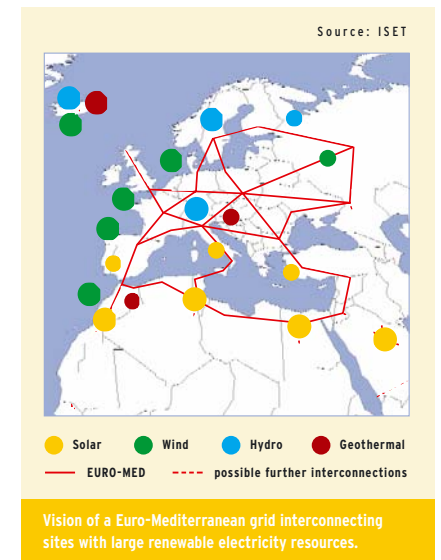 Source: ISET
Solar Wind Hydro Geothermal
EURO-MED possible further interconnections
Vision of a Euro-Mediterranean grid interconnecting
sites with large renewable electricity resources.